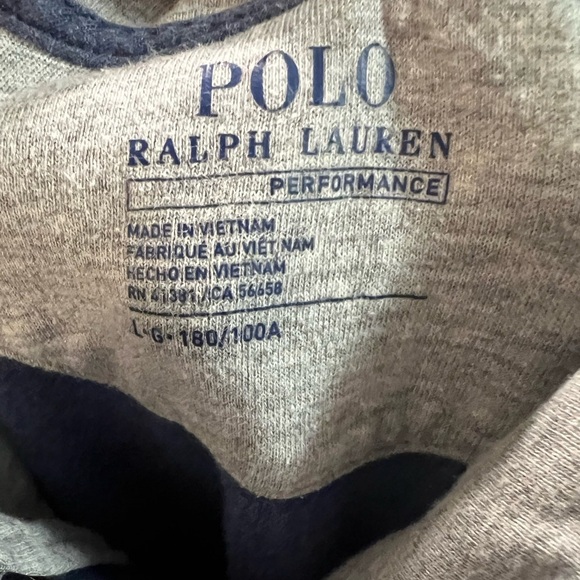 POLO
RALPH LAUREN
PERFORMANCE
MADE IN VIETNAM
FABRIQUÉ AU VIET NAM
HECHO EN VIETNAM
RN 41381 / CA 56658
L-G- 180/100A